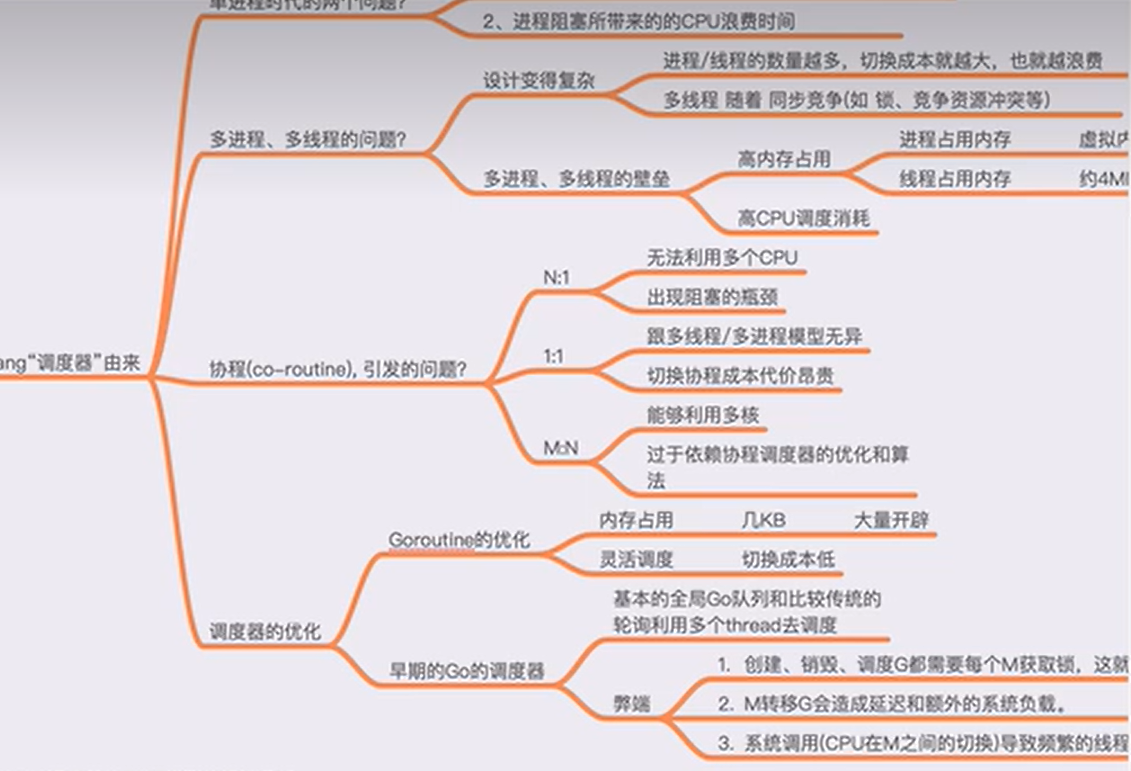 单进程时代的两个问题?
2、进程阻塞所带来的的CPU浪费时间
多进程、多线程的问题?
设计变得复杂
进程/线程的数量越多，切换成本就越大，也就越浪费
多线程 随着 同步竞争(如 锁、竞争资源冲突等)
多进程、多线程的壁垒
高内存占用
进程占用内存 虚拟内
线程占用内存 约4M
高CPU调度消耗
ang“调度器”由来
协程(co-routine), 引发的问题?
N:1
无法利用多个CPU
出现阻塞的瓶颈
1:1
跟多线程/多进程模型无异
切换协程成本代价昂贵
M:N
能够利用多核
过于依赖协程调度器的优化和算
法
调度器的优化
Goroutine的优化
内存占用 几KB 大量开辟
灵活调度 切换成本低
早期的Go的调度器
基本的全局Go队列和比较传统的
轮询利用多个thread去调度
弊端
1. 创建、销毁、调度G都需要每个M获取锁，这就
2. M转移G会造成延迟和额外的系统负载。
3. 系统调用(CPU在M之间的切换)导致频繁的线程